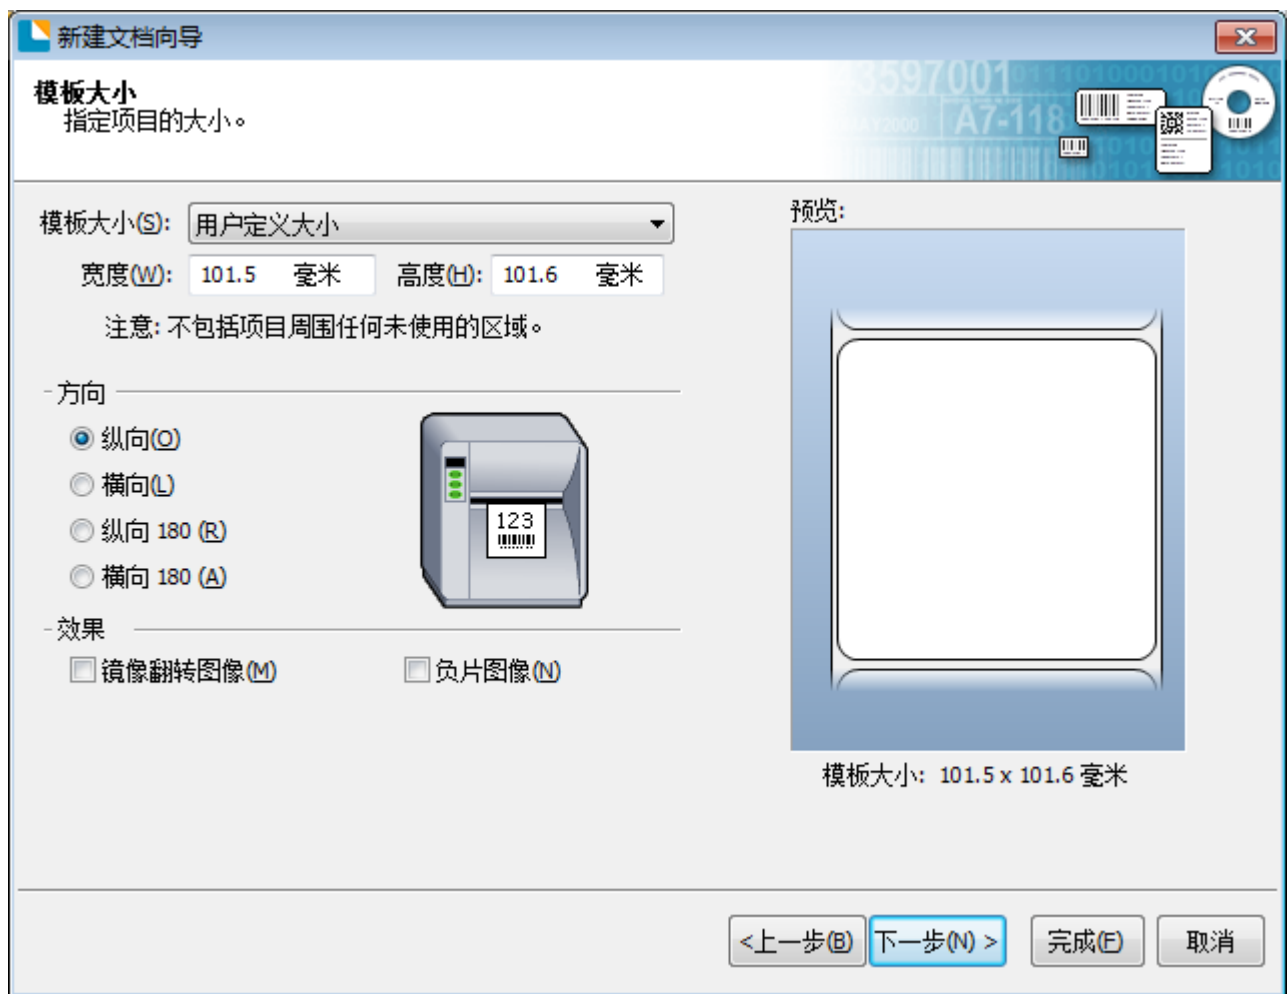 新建文档向导
模板大小
指定项目的大小。
43597001
A7-118
MAY2000
模板大小(S): 用户定义大小
宽度(W): 101.5 毫米 高度(H): 101.6 毫米
注意: 不包括项目周围任何未使用的区域。
方向
纵向(O)
横向(L)
纵向 180 (R)
横向 180 (A)
123
效果
镜像翻转图像(M) 负片图像(N)
预览:
模板大小: 101.5 x 101.6 毫米
<上一步(B) 下一步(N) > 完成(F) 取消